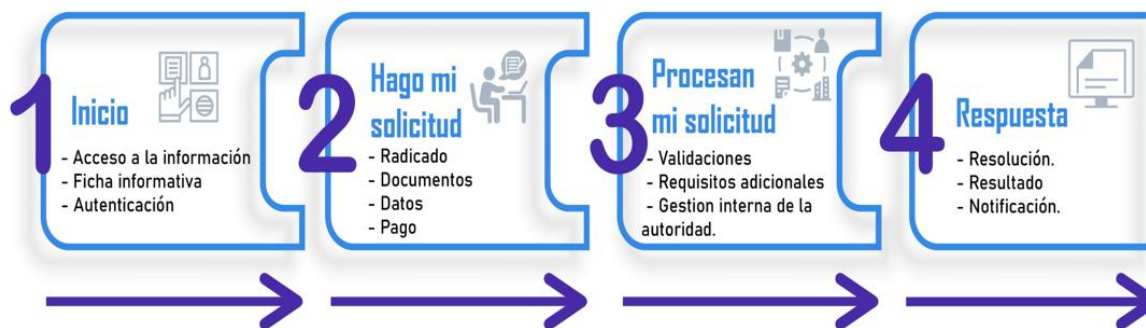 1
Inicio
- Acceso a la información
- Ficha informativa
- Autenticación
2
Hago mi
solicitud
- Radicado
- Documentos
- Datos
- Pago
3
Procesan
mi solicitud
- Validaciones
- Requisitos adicionales
- Gestion interna de la
autoridad.
4
Respuesta
- Resolución.
- Resultado
- Notificación.